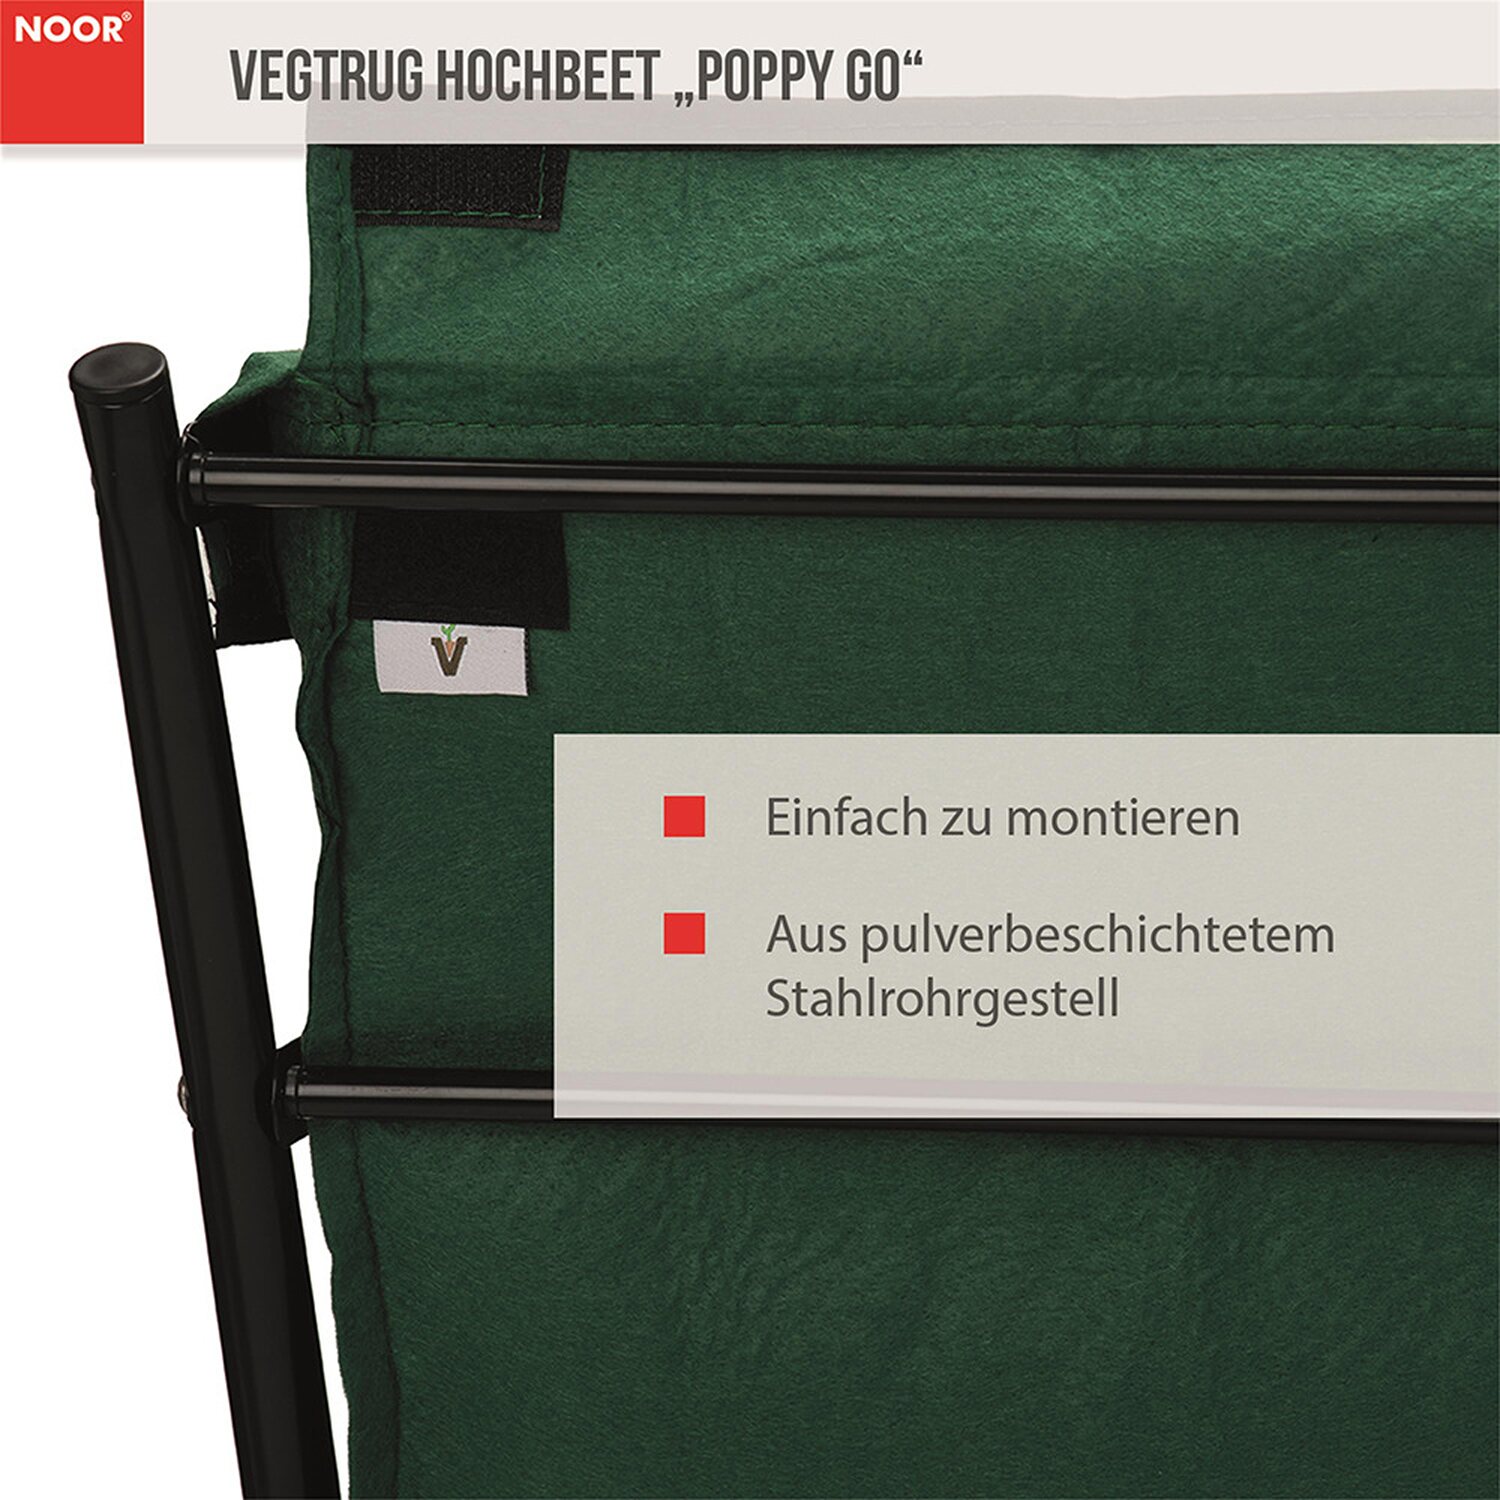 NOOR®
VEGTRUG HOCHBEET „POPPY GO“
V
Einfach zu montieren
Aus pulverbeschichtetem
Stahlrohrgestell